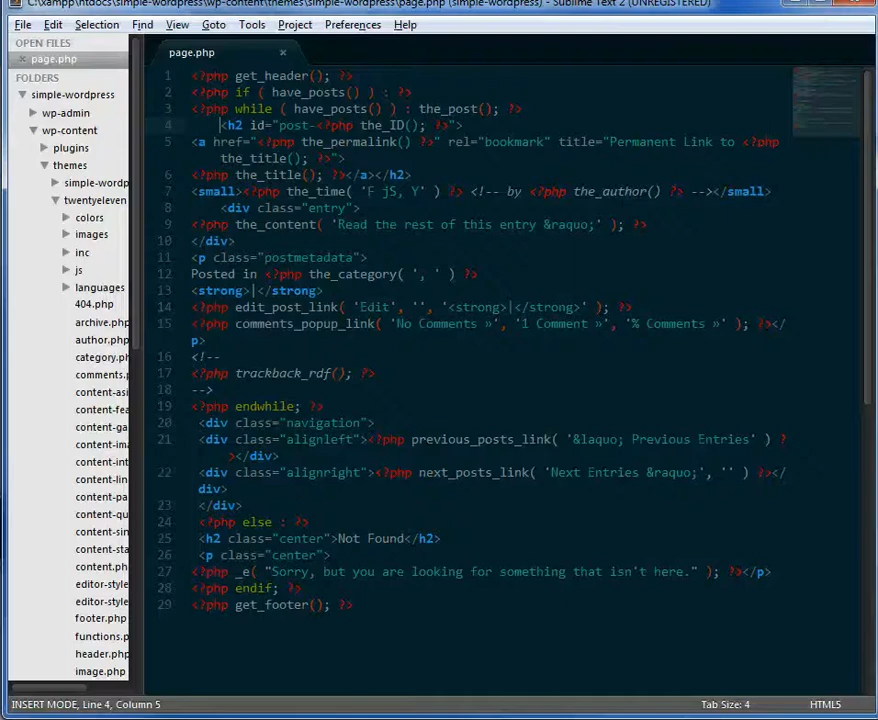 C:\xampp\htdocs\simple-wordpress\wp-content\themes\simple-wordpress\page.php (simple-wordpress) - Sublime Text 2 (UNREGISTERED)
File Edit Selection Find View Goto Tools Project Preferences Help
OPEN FILES
page.php
FOLDERS
simple-wordpress
wp-admin
wp-content
plugins
themes
simple-wordp
twentyeleven
colors
images
inc
js
languages
404.php
archive.php
author.php
category.php
comments.p
content-asi
content-fea
content-ga
content-ima
content-int
content-lin
content-pa
content-qu
content-sin
content-sta
content.php
editor-style
editor-style
footer.php
functions.p
header.php
image.php
page.php
1 <?php get_header(); ?>
2 <?php if ( have_posts() ) : ?>
3 <?php while ( have_posts() ) : the_post(); ?>
4 <h2 id="post-<?php the_ID(); ?>">
5 <a href="<?php the_permalink() ?>" rel="bookmark" title="Permanent Link to <?php
the_title(); ?>">
6 <?php the_title(); ?></a></h2>
7 <small><?php the_time( 'F jS, Y' ) ?> <!-- by <?php the_author() ?> --></small>
8 <div class="entry">
9 <?php the_content( 'Read the rest of this entry &raquo;' ); ?>
10 </div>
11 <p class="postmetadata">
12 Posted in <?php the_category( ', ' ) ?>
13 <strong>|</strong>
14 <?php edit_post_link( 'Edit', '', '<strong>|</strong>' ); ?>
15 <?php comments_popup_link( 'No Comments »', '1 Comment »', '% Comments »' ); ?></
p>
16 <!--
17 <?php trackback_rdf(); ?>
18 -->
19 <?php endwhile; ?>
20 <div class="navigation">
21 <div class="alignleft"><?php previous_posts_link( '&laquo; Previous Entries' ) ?
></div>
22 <div class="alignright"><?php next_posts_link( 'Next Entries &raquo;', '' ) ?></
div>
23 </div>
24 <?php else : ?>
25 <h2 class="center">Not Found</h2>
26 <p class="center">
27 <?php _e( "Sorry, but you are looking for something that isn't here." ); ?></p>
28 <?php endif; ?>
29 <?php get_footer(); ?>
INSERT MODE, Line 4, Column 5
Tab Size: 4
HTML5